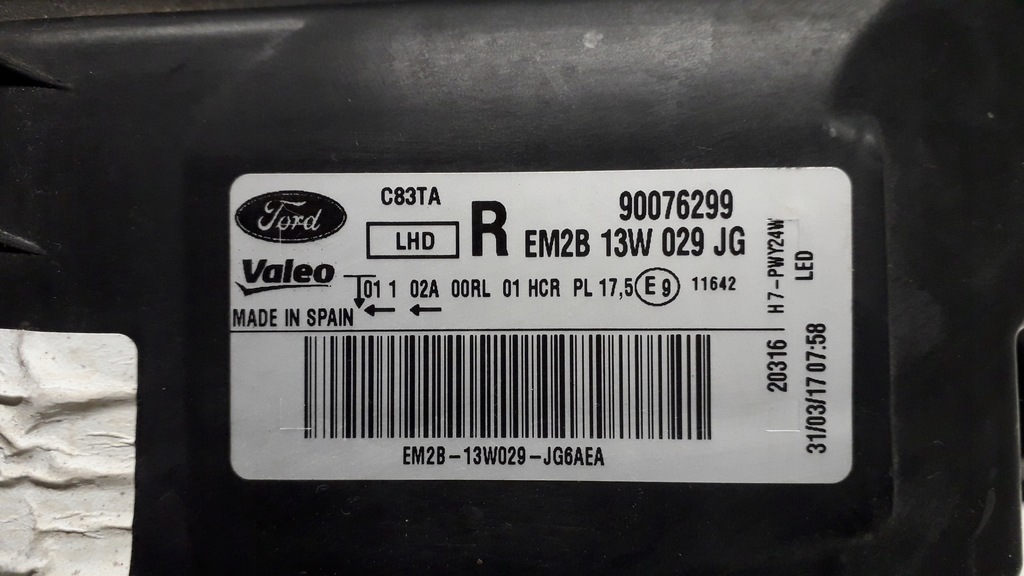 Ford
C83TA
LHD
R
90076299
EM2B 13W 029 JG
Valeo
01 1 02A 00RL 01 HCR PL 17,5 E 9 11642
MADE IN SPAIN
EM2B-13W029-JG6AEA
20316 H7-PWY24W
LED
31/03/17 07:58